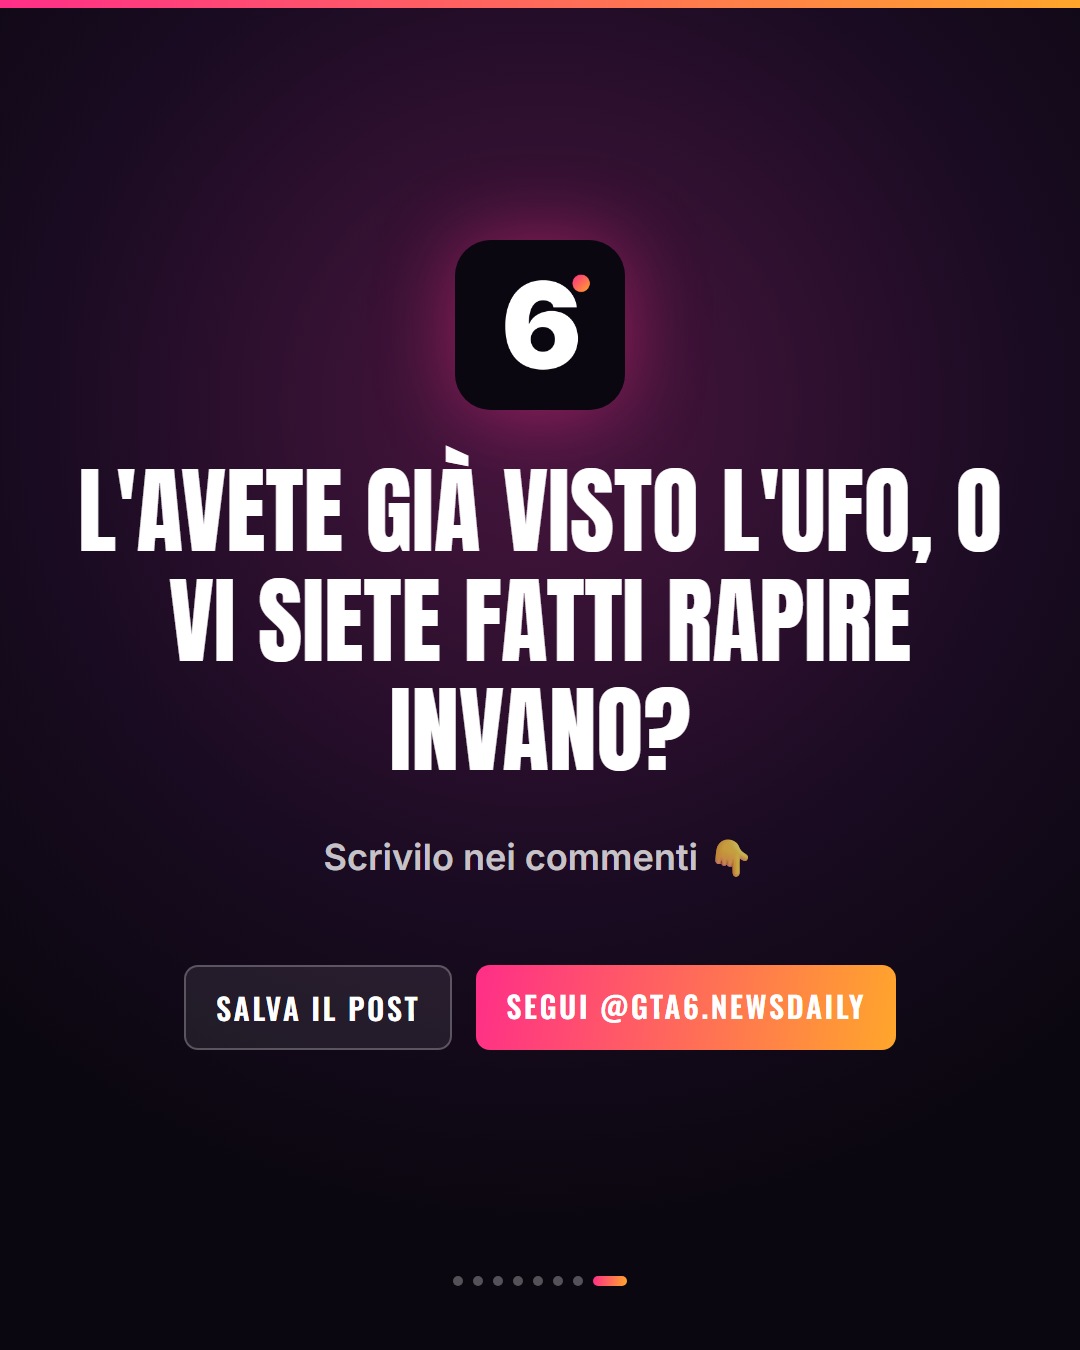 6
L'AVETE GIÀ VISTO L'UFO, O
VI SIETE FATTI RAPIRE
INVANO?
Scrivilo nei commenti 👇
SALVA IL POST
SEGUI @GTA6.NEWSDAILY